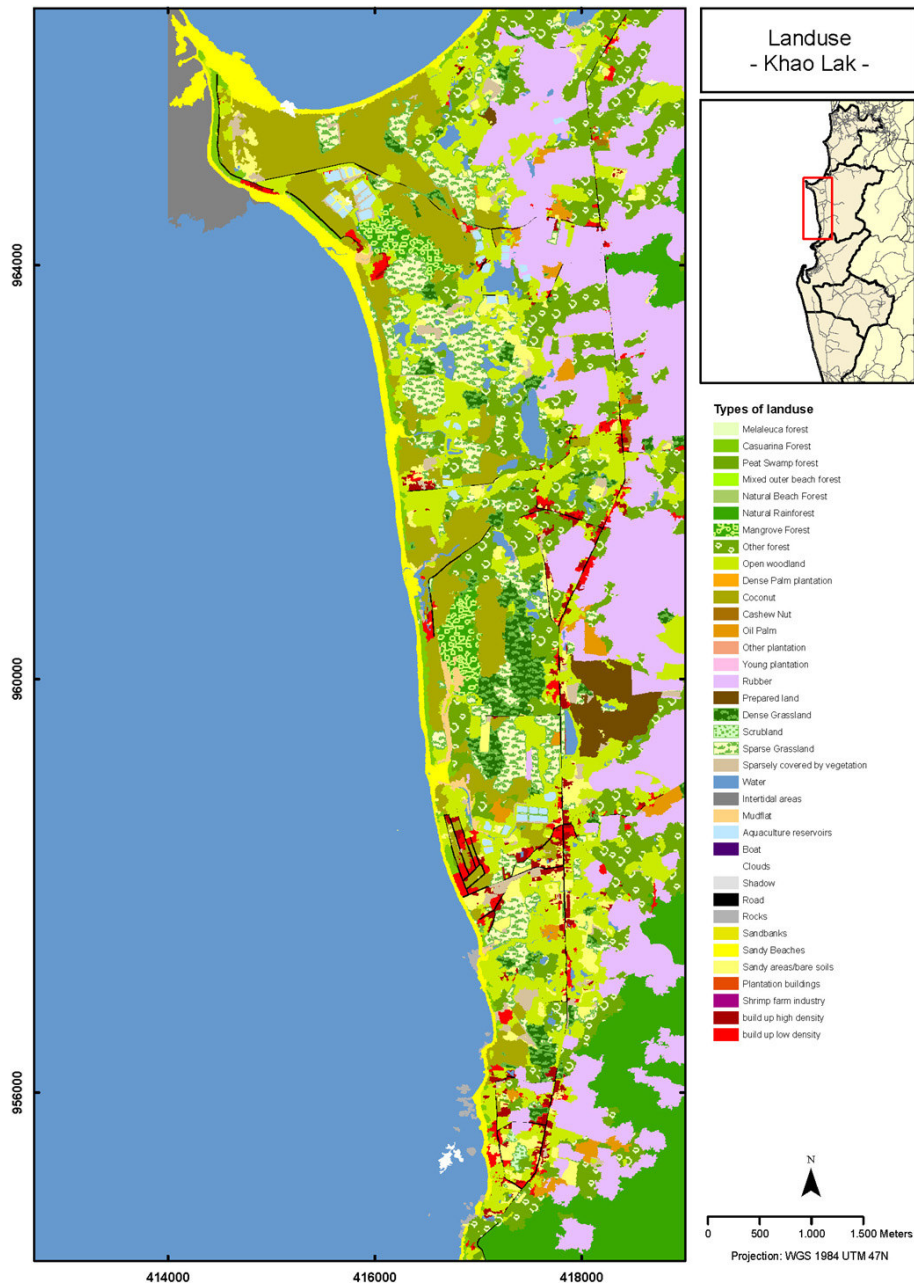 Landuse
- Khao Lak -
964000
960000
956000
414000
416000
418000
Types of landuse
Melaleuca forest
Casuarina Forest
Peat Swamp forest
Mixed outer beach forest
Natural Beach Forest
Natural Rainforest
Mangrove Forest
Other forest
Open woodland
Dense Palm plantation
Coconut
Cashew Nut
Oil Palm
Other plantation
Young plantation
Rubber
Prepared land
Dense Grassland
Scrubland
Sparse Grassland
Sparsely covered by vegetation
Water
Intertidal areas
Mudflat
Aquaculture reservoirs
Boat
Clouds
Shadow
Road
Rocks
Sandbanks
Sandy Beaches
Sandy areas/bare soils
Plantation buildings
Shrimp farm industry
build up high density
build up low density
N
0 500 1.000 1.500 Meters
Projection: WGS 1984 UTM 47N